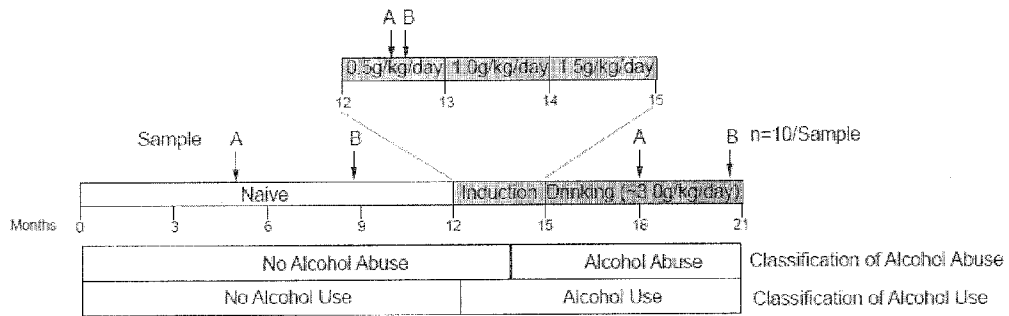 A B
0.5g/kg/day 1.0g/kg/day 1.5g/kg/day
12 13 14 15
Sample A B A B n=10/Sample
Naive Induction Drinking (~3.0g/kg/day)
Months 0 3 6 9 12 15 18 21
No Alcohol Abuse Alcohol Abuse Classification of Alcohol Abuse
No Alcohol Use Alcohol Use Classification of Alcohol Use